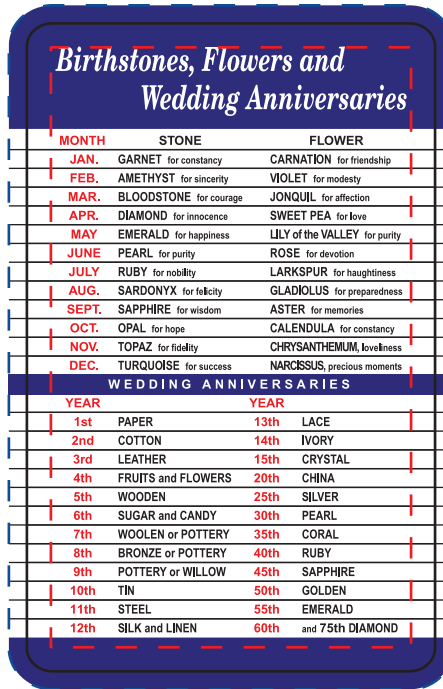 Birthstones, Flowers and
Wedding Anniversaries
MONTH STONE FLOWER
JAN. GARNET for constancy CARNATION for friendship
FEB. AMETHYST for sincerity VIOLET for modesty
MAR. BLOODSTONE for courage JONQUIL for affection
APR. DIAMOND for innocence SWEET PEA for love
MAY EMERALD for happiness LILY of the VALLEY for purity
JUNE PEARL for purity ROSE for devotion
JULY RUBY for nobility LARKSPUR for haughtiness
AUG. SARDONYX for felicity GLADIOLUS for preparedness
SEPT. SAPPHIRE for wisdom ASTER for memories
OCT. OPAL for hope CALENDULA for constancy
NOV. TOPAZ for fidelity CHRYSANTHEMUM, loveliness
DEC. TURQUOISE for success NARCISSUS, precious moments
WEDDING ANNIVERSARIES
YEAR YEAR
1st PAPER 13th LACE
2nd COTTON 14th IVORY
3rd LEATHER 15th CRYSTAL
4th FRUITS and FLOWERS 20th CHINA
5th WOODEN 25th SILVER
6th SUGAR and CANDY 30th PEARL
7th WOOLEN or POTTERY 35th CORAL
8th BRONZE or POTTERY 40th RUBY
9th POTTERY or WILLOW 45th SAPPHIRE
10th TIN 50th GOLDEN
11th STEEL 55th EMERALD
12th SILK and LINEN 60th and 75th DIAMOND